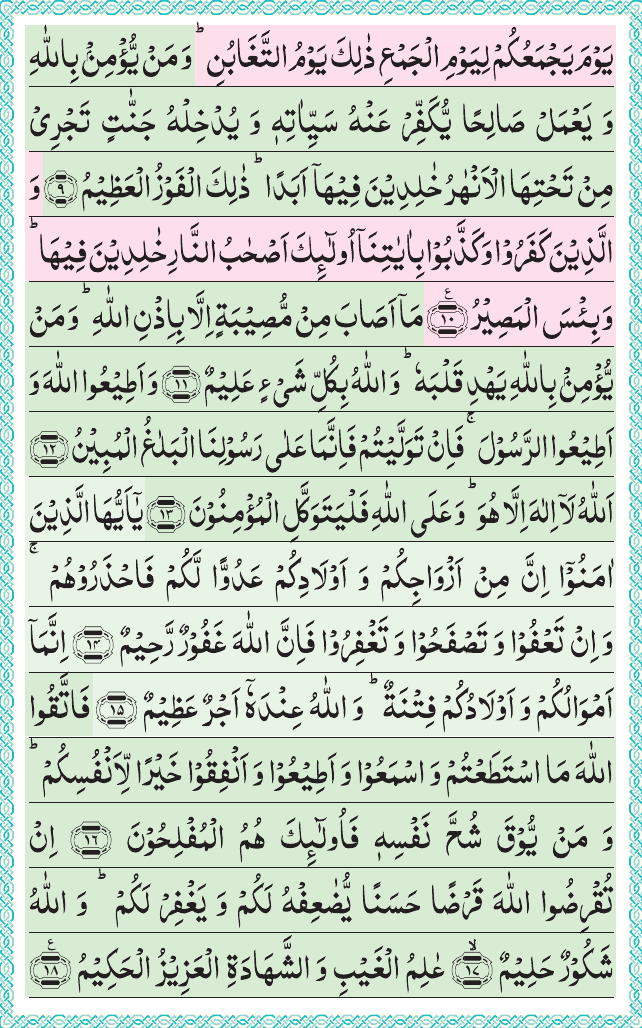 يَوْمَ يَجْمَعُكُمْ لِيَوْمِ الْجَمْعِ ذٰلِكَ يَوْمُ التَّغَابُنِ ؕ وَ مَنْ يُّؤْمِنْۢ بِاللّٰهِ
وَ يَعْمَلْ صَالِحًا يُّكَفِّرْ عَنْهُ سَيِّاٰتِهٖ وَ يُدْخِلْهُ جَنّٰتٍ تَجْرِيْ
مِنْ تَحْتِهَا الْاَنْهٰرُ خٰلِدِيْنَ فِيْهَاۤ اَبَدًا ؕ ذٰلِكَ الْفَوْزُ الْعَظِيْمُ ﴿۹﴾ وَ
الَّذِيْنَ كَفَرُوْا وَ كَذَّبُوْا بِاٰيٰتِنَاۤ اُولٰٓئِكَ اَصْحٰبُ النَّارِ خٰلِدِيْنَ فِيْهَا ؕ
وَ بِئْسَ الْمَصِيْرُ ﴿۱۰﴾ ع مَاۤ اَصَابَ مِنْ مُّصِيْبَةٍ اِلَّا بِاِذْنِ اللّٰهِ ؕ وَ مَنْ
يُّؤْمِنْۢ بِاللّٰهِ يَهْدِ قَلْبَهٗ ؕ وَ اللّٰهُ بِكُلِّ شَيْءٍ عَلِيْمٌ ﴿۱۱﴾ وَ اَطِيْعُوا اللّٰهَ وَ
اَطِيْعُوا الرَّسُوْلَ ۚ فَاِنْ تَوَلَّيْتُمْ فَاِنَّمَا عَلٰى رَسُوْلِنَا الْبَلٰغُ الْمُبِيْنُ ﴿۱۲﴾
اَللّٰهُ لَاۤ اِلٰهَ اِلَّا هُوَ ؕ وَ عَلَى اللّٰهِ فَلْيَتَوَكَّلِ الْمُؤْمِنُوْنَ ﴿۱۳﴾ يٰۤاَيُّهَا الَّذِيْنَ
اٰمَنُوْۤا اِنَّ مِنْ اَزْوَاجِكُمْ وَ اَوْلَادِكُمْ عَدُوًّا لَّكُمْ فَاحْذَرُوْهُمْ ۚ
وَ اِنْ تَعْفُوْا وَ تَصْفَحُوْا وَ تَغْفِرُوْا فَاِنَّ اللّٰهَ غَفُوْرٌ رَّحِيْمٌ ﴿۱۴﴾ اِنَّمَاۤ
اَمْوَالُكُمْ وَ اَوْلَادُكُمْ فِتْنَةٌ ؕ وَ اللّٰهُ عِنْدَهٗۤ اَجْرٌ عَظِيْمٌ ﴿۱۵﴾ فَاتَّقُوا
اللّٰهَ مَا اسْتَطَعْتُمْ وَ اسْمَعُوْا وَ اَطِيْعُوْا وَ اَنْفِقُوْا خَيْرًا لِّاَنْفُسِكُمْ ؕ
وَ مَنْ يُّوْقَ شُحَّ نَفْسِهٖ فَاُولٰٓئِكَ هُمُ الْمُفْلِحُوْنَ ﴿۱۶﴾ اِنْ
تُقْرِضُوا اللّٰهَ قَرْضًا حَسَنًا يُّضٰعِفْهُ لَكُمْ وَ يَغْفِرْ لَكُمْ ؕ وَ اللّٰهُ
شَكُوْرٌ حَلِيْمٌ ﴿۱۷﴾ ۙ عٰلِمُ الْغَيْبِ وَ الشَّهَادَةِ الْعَزِيْزُ الْحَكِيْمُ ﴿۱۸﴾ ع